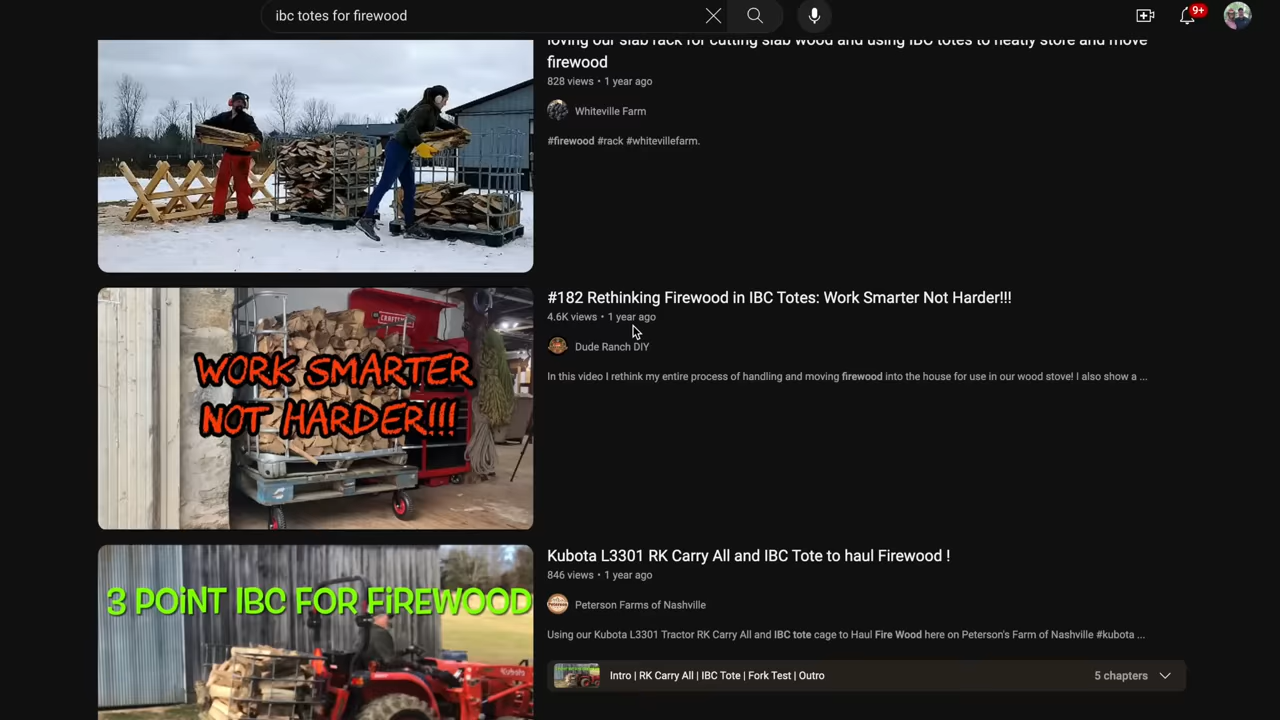 ibc totes for firewood
9+
loving our slab rack for cutting slab wood and using IBC totes to neatly store and move
firewood
828 views • 1 year ago
Whiteville Farm
#firewood #rack #whitevillefarm.
#182 Rethinking Firewood in IBC Totes: Work Smarter Not Harder!!!
4.6K views • 1 year ago
Dude Ranch DIY
In this video I rethink my entire process of handling and moving firewood into the house for use in our wood stove! I also show a ...
CRAFTSMAN
WORK SMARTER
NOT HARDER!!!
Kubota L3301 RK Carry All and IBC Tote to haul Firewood !
846 views • 1 year ago
Peterson Farms of Nashville
Using our Kubota L3301 Tractor RK Carry All and IBC tote cage to Haul Fire Wood here on Peterson's Farm of Nashville #kubota ...
Intro | RK Carry All | IBC Tote | Fork Test | Outro
5 chapters
3 POiNT IBC FOR FiREWOOD
Kubota